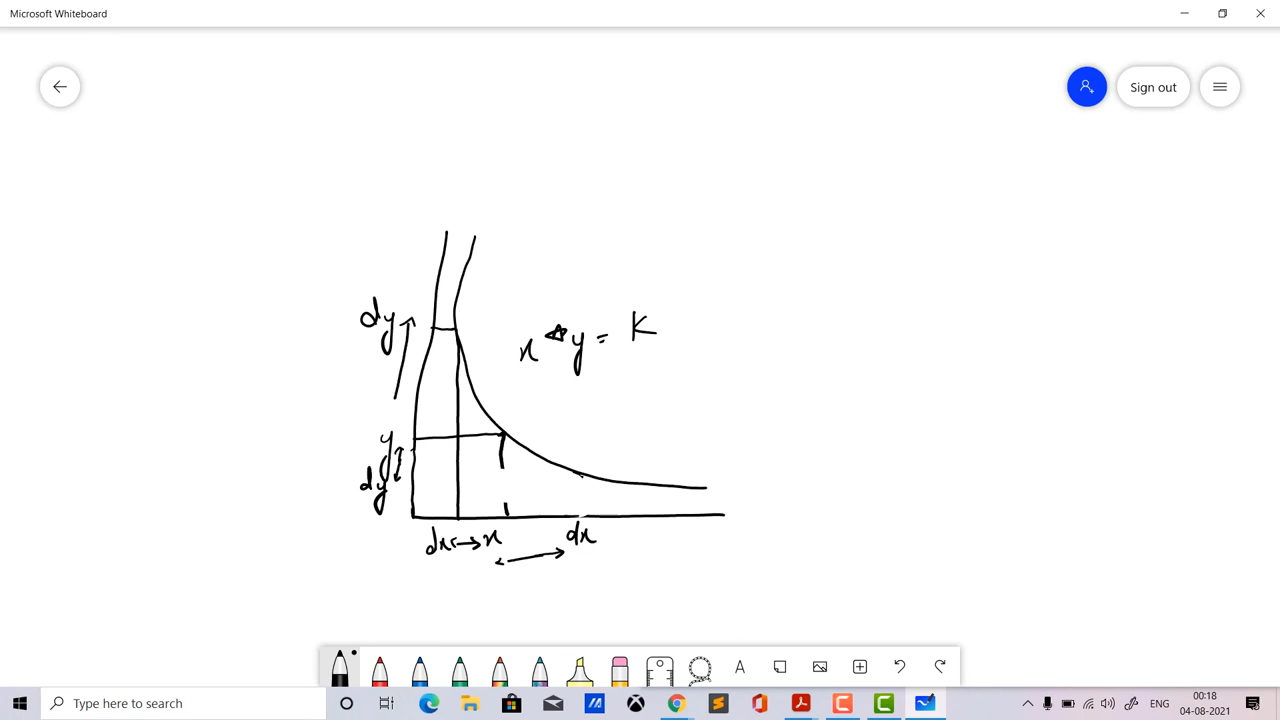 Microsoft Whiteboard
Sign out
dy
x * y = K
y
dy
dx x dx
A
Type here to search
ENG
00:18
04-08-2021